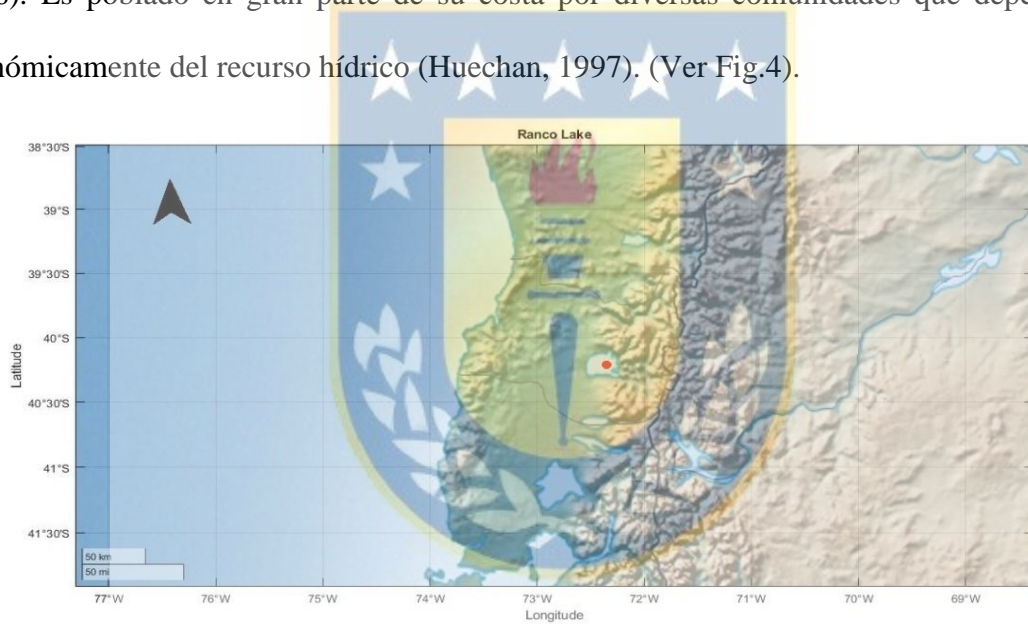 s). Es poblado en gran parte de su costa por diversas comunidades que depe
nómicamente del recurso hídrico (Huechan, 1997). (Ver Fig.4).
Ranco Lake
38°30'S
39°S
39°30'S
40°S
40°30'S
41°S
41°30'S
Latitude
50 km
50 mi
77°W
76°W
75°W
74°W
73°W
72°W
71°W
70°W
69°W
Longitude